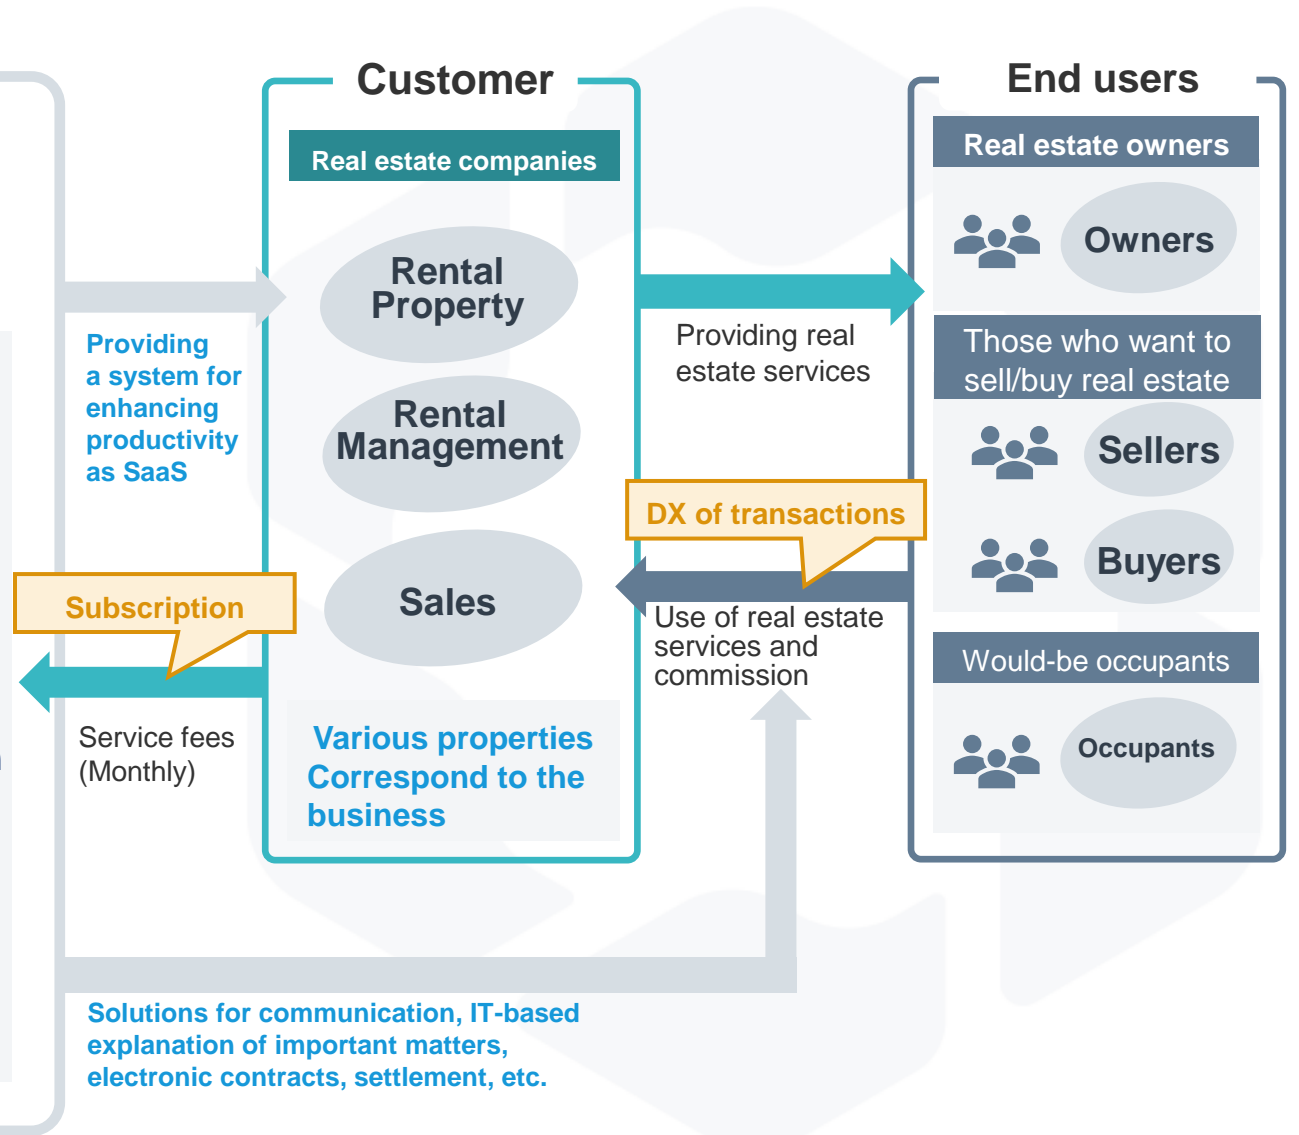 Customer
Real estate companies
Rental
Property
Rental
Management
Sales
Various properties
Correspond to the
business
Providing
a system for
enhancing
productivity
as SaaS
Subscription
Service fees
(Monthly)
Providing real
estate services
DX of transactions
Use of real estate
services and
commission
Solutions for communication, IT-based
explanation of important matters,
electronic contracts, settlement, etc.
End users
Real estate owners
Owners
Those who want to
sell/buy real estate
Sellers
Buyers
Would-be occupants
Occupants